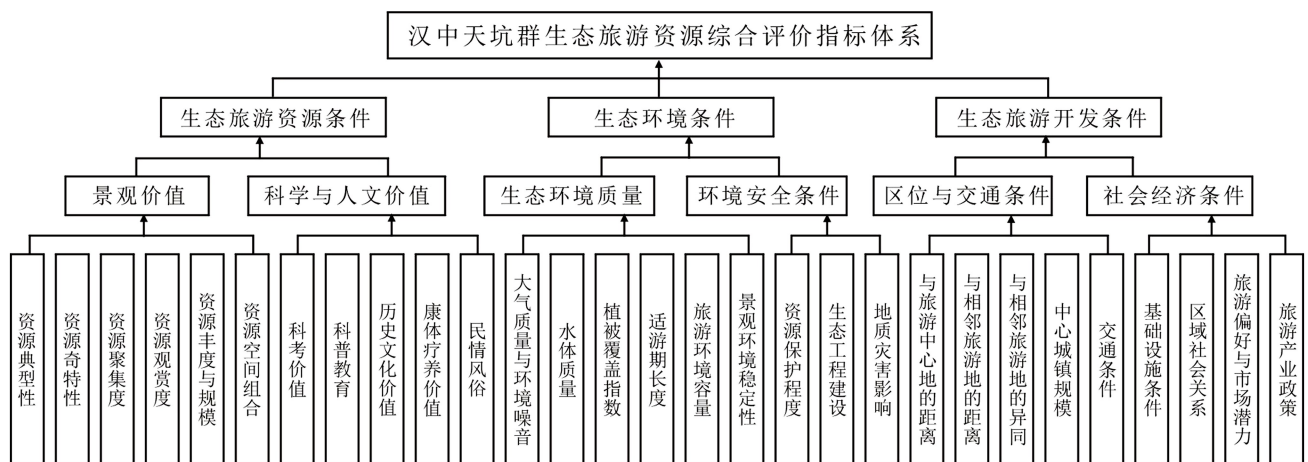 汉中天坑群生态旅游资源综合评价指标体系
生态旅游资源条件
生态环境条件
生态旅游开发条件
景观价值
科学与人文价值
生态环境质量
环境安全条件
区位与交通条件
社会经济条件
资源典型性
资源奇特性
资源聚集度
资源观赏度
资源丰度与规模
资源空间组合
科考价值
科普教育
历史文化价值
康体疗养价值
民情风俗
大气质量与环境噪音
水体质量
植被覆盖指数
适游期长度
旅游环境容量
景观环境稳定性
资源保护程度
生态工程建设
地质灾害影响
与旅游中心地的距离
与相邻旅游地的距离
与相邻旅游地的异同
中心城镇规模
交通条件
基础设施条件
区域社会关系
旅游偏好与市场潜力
旅游产业政策